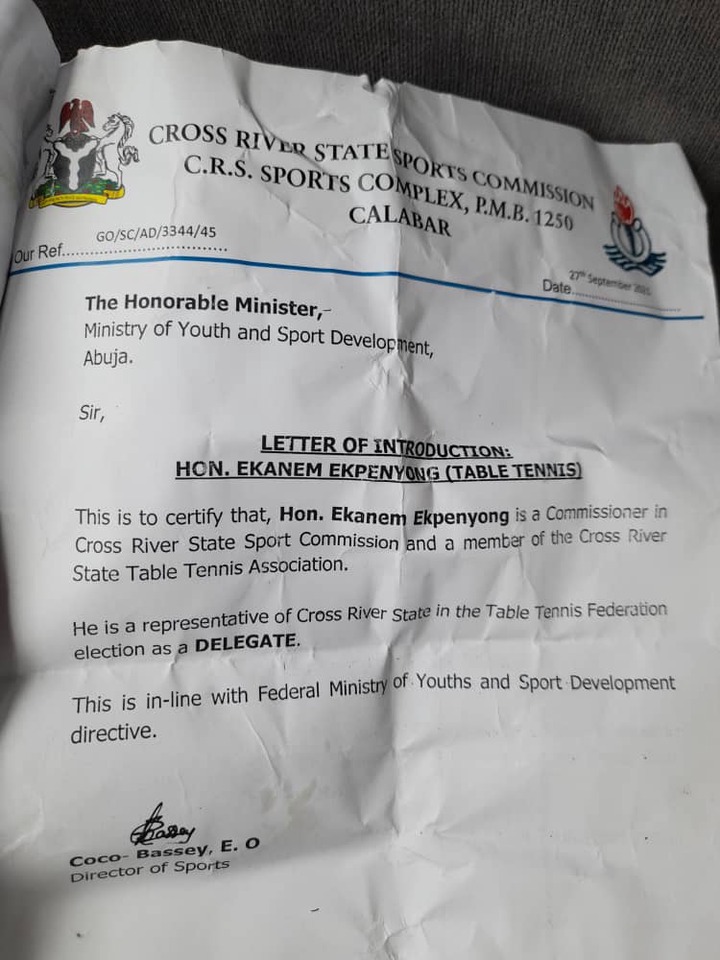 CROSS RIVER STATE SPORTS COMMISSION
C.R.S. SPORTS COMPLEX, P.M.B. 1250
CALABAR
Our Ref. GO/SC/AD/3344/45
Date 27th September
The Honorable Minister,
Ministry of Youth and Sport Development,
Abuja.
Sir,
LETTER OF INTRODUCTION:
HON. EKANEM EKPENYONG (TABLE TENNIS)
This is to certify that, Hon. Ekanem Ekpenyong is a Commissioner in
Cross River State Sport Commission and a member of the Cross River
State Table Tennis Association.
He is a representative of Cross River State in the Table Tennis Federation
election as a DELEGATE.
This is in-line with Federal Ministry of Youths and Sport Development
directive.
Bassey
Coco- Bassey, E. O
Director of Sports